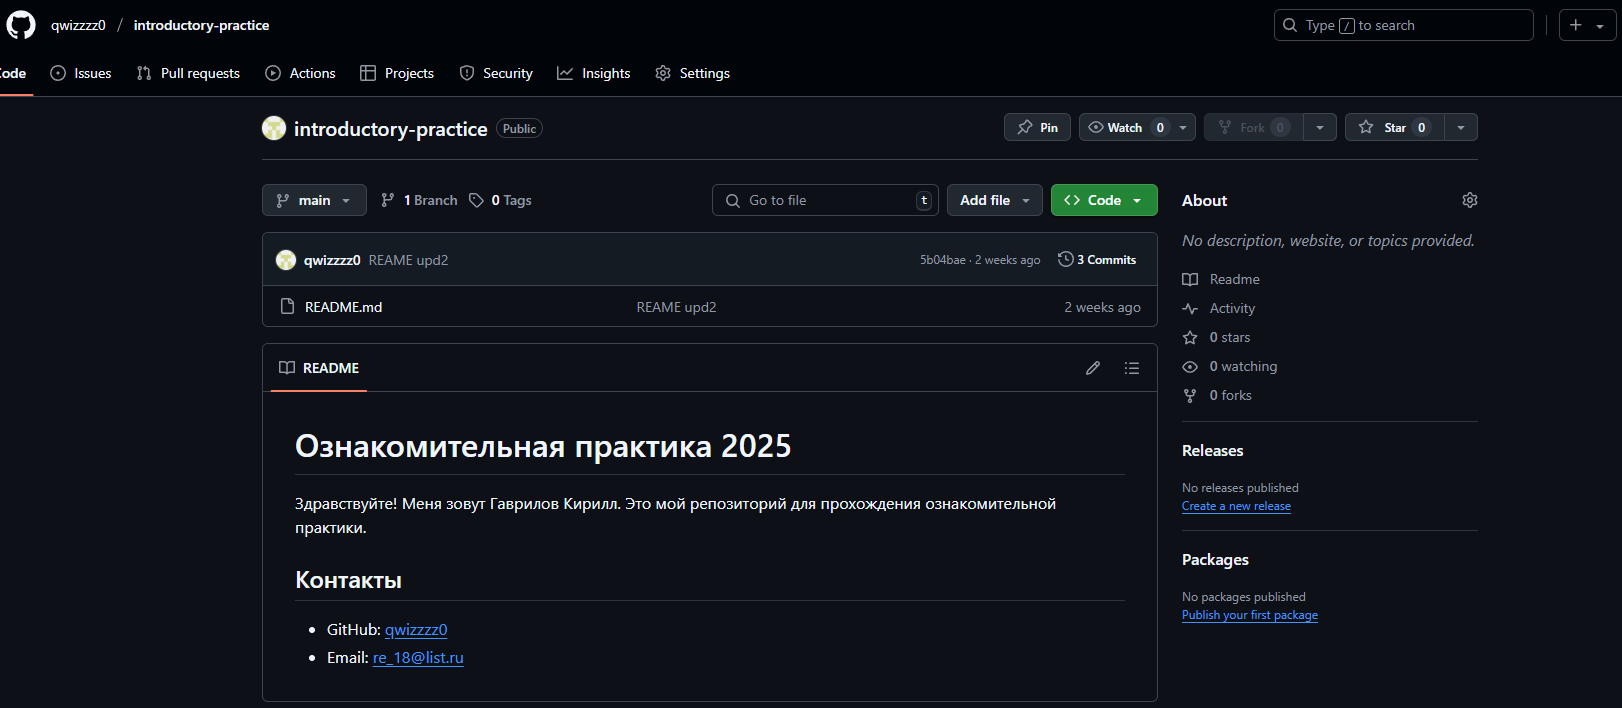 qwizzzz0 / introductory-practice
Type / to search
ode
Issues
Pull requests
Actions
Projects
Security
Insights
Settings
introductory-practice Public
Pin
Watch 0
Fork 0
Star 0
main
1 Branch
0 Tags
Go to file t
Add file
Code
qwizzzz0 REAME upd2
5b04bae · 2 weeks ago
3 Commits
README.md REAME upd2 2 weeks ago
README
Ознакомительная практика 2025
Здравствуйте! Меня зовут Гаврилов Кирилл. Это мой репозиторий для прохождения ознакомительной
практики.
Контакты
GitHub: qwizzzz0
Email: re_18@list.ru
About
No description, website, or topics provided.
Readme
Activity
0 stars
0 watching
0 forks
Releases
No releases published
Create a new release
Packages
No packages published
Publish your first package